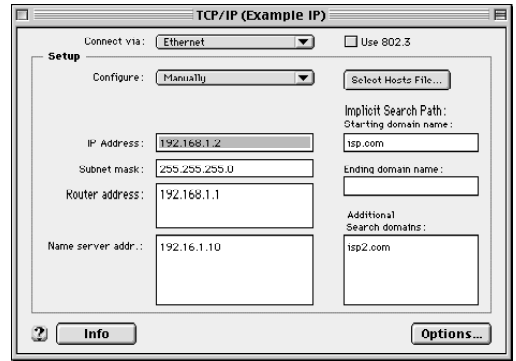 TCP/IP (Example IP)
Connect via: Ethernet
Use 802.3
Setup
Configure: Manually
Select Hosts File...
Implicit Search Path:
Starting domain name:
IP Address: 192.168.1.2
isp.com
Subnet mask: 255.255.255.0
Ending domain name:
Router address: 192.168.1.1
Additional
Search domains:
Name server addr.: 192.16.1.10
isp2.com
?
Info
Options...